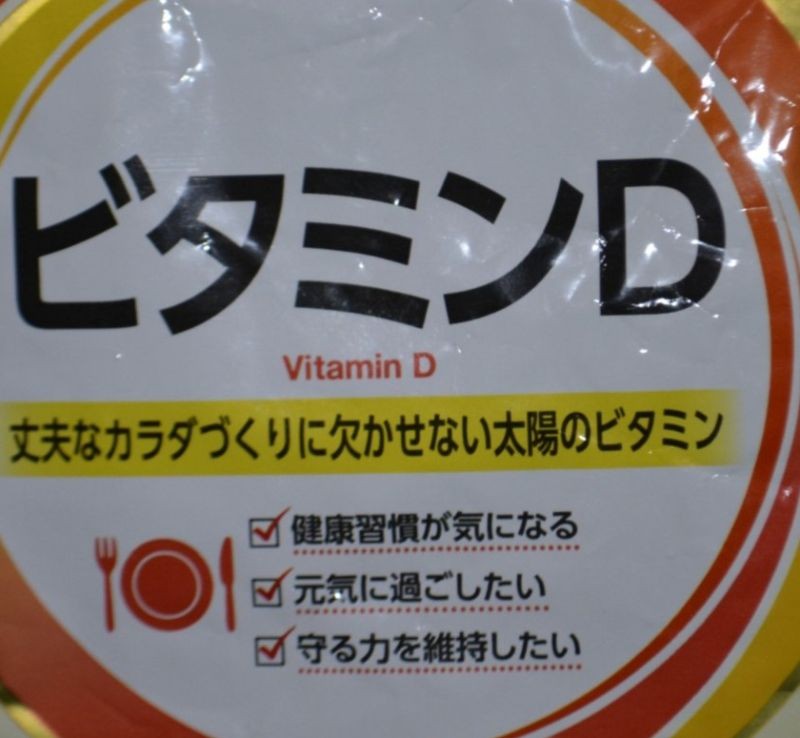 ビタミンD
Vitamin D
丈夫なカラダづくりに欠かせない太陽のビタミン
健康習慣が気になる
元気に過ごしたい
守る力を維持したい